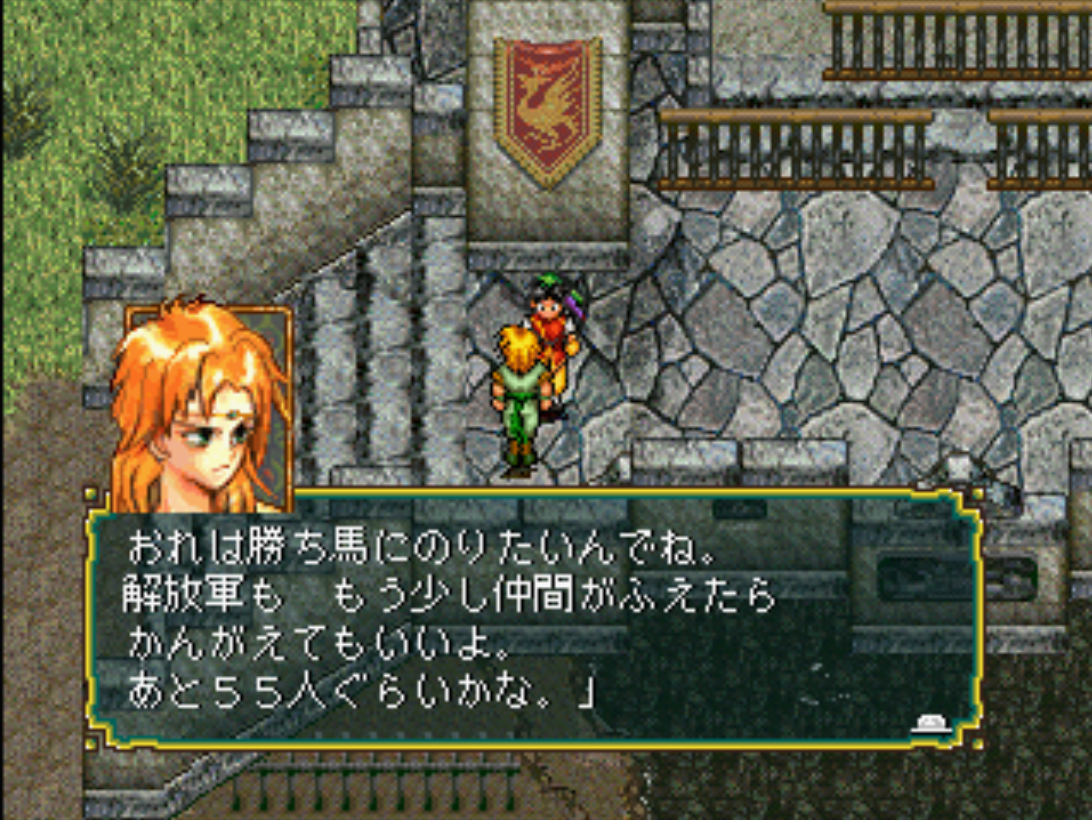 おれは勝ち馬にのりたいんでね。
解放軍も　もう少し仲間がふえたら
かんがえてもいいよ。
あと５５人ぐらいかな。」